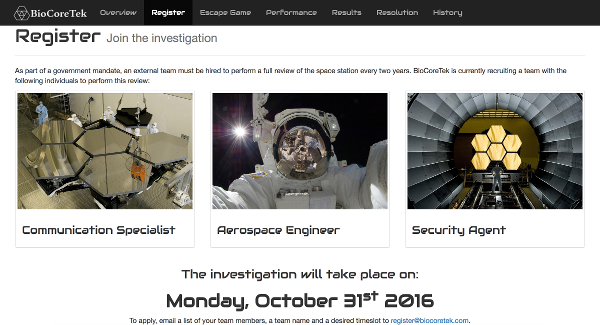 BioCoreTek Overview Register Escape Game Performance Results Resolution History
Register Join the investigation
As part of a government mandate, an external team must be hired to perform a full review of the space station every two years. BioCoreTek is currently recruiting a team with the
following individuals to perform this review:
Communication Specialist Aerospace Engineer Security Agent
The investigation will take place on:
Monday, October 31st 2016
To apply, email a list of your team members, a team name and a desired timeslot to register@biocoretek.com.